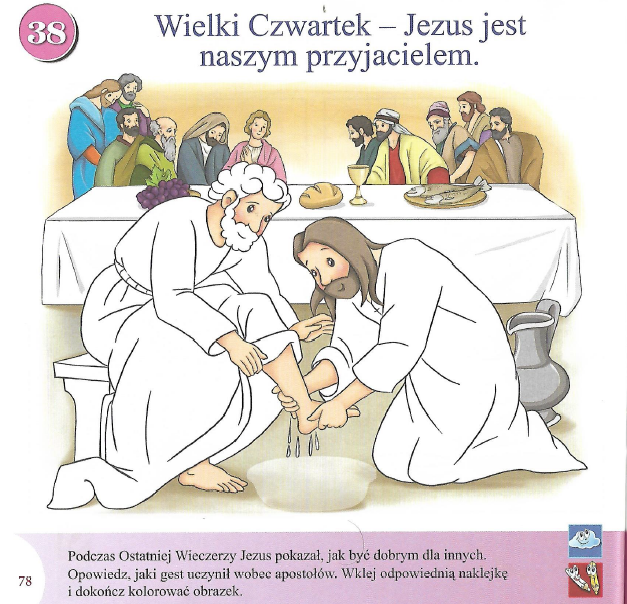 38
Wielki Czwartek – Jezus jest
naszym przyjacielem.
Podczas Ostatniej Wieczerzy Jezus pokazał, jak być dobrym dla innych.
Opowiedz, jaki gest uczynił wobec apostołów. Wklej odpowiednią naklejkę
i dokończ kolorować obrazek.
78